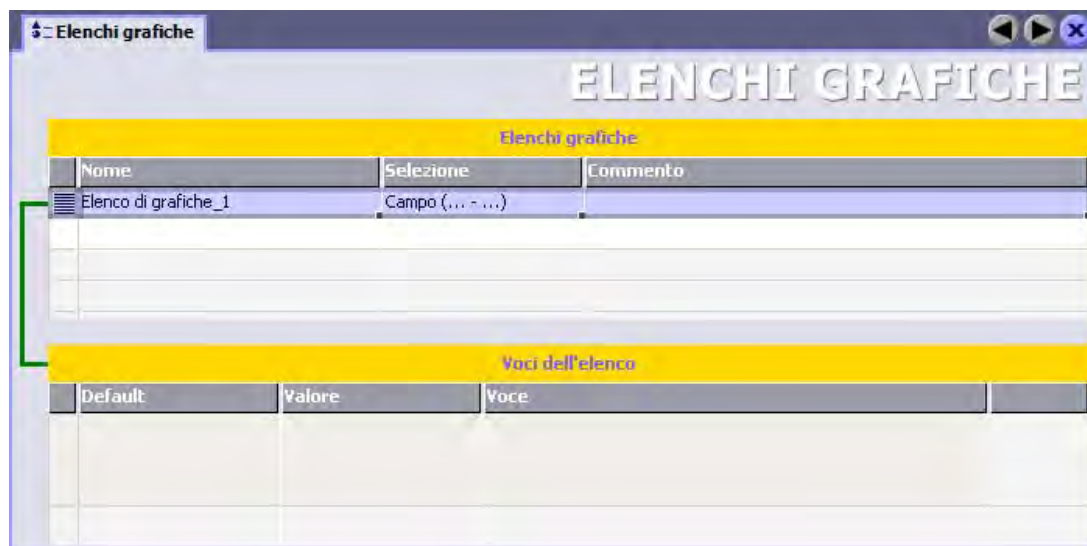 Elenchi grafiche
ELENCHI GRAFICHE
Elenchi grafiche
Nome Selezione Commento
Elenco di grafiche_1 Campo (... - ...)
Voci dell'elenco
Default Valore Voce